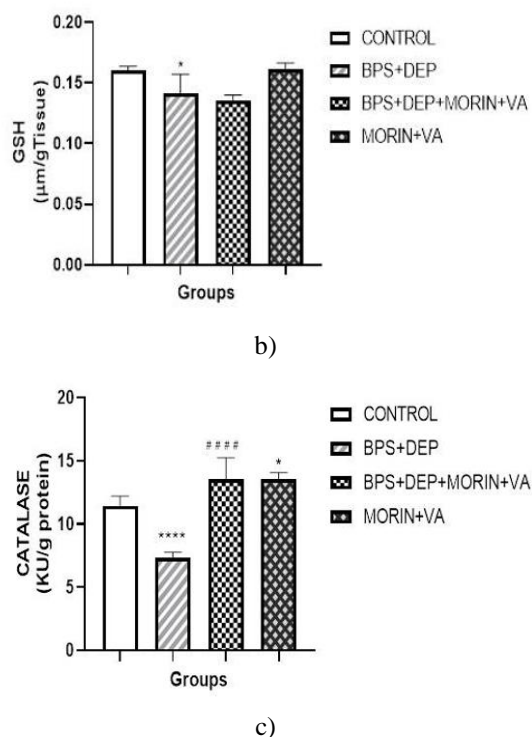 0.20
0.15
0.10
0.05
0.00
GSH
(µm/gTissue)
*
Groups
CONTROL
BPS+DEP
BPS+DEP+MORIN+VA
MORIN+VA
b)
20
15
10
5
0
CATALASE
(KU/g protein)
****
####
*
Groups
CONTROL
BPS+DEP
BPS+DEP+MORIN+VA
MORIN+VA
c)